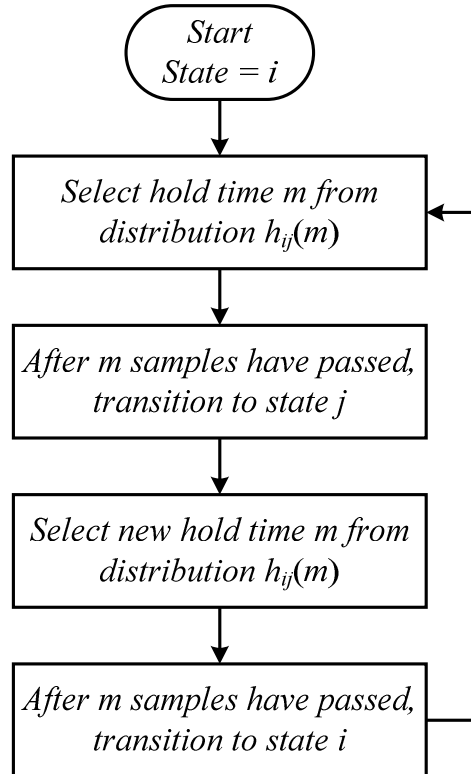 Start
State = i
Select hold time m from
distribution hij(m)
After m samples have passed,
transition to state j
Select new hold time m from
distribution hij(m)
After m samples have passed,
transition to state i